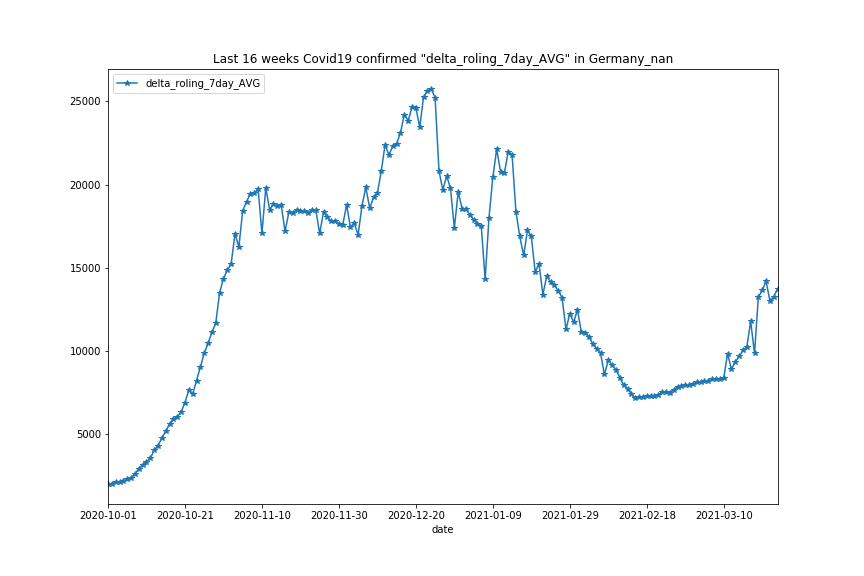 Last 16 weeks Covid19 confirmed "delta_roling_7day_AVG" in Germany_nan
delta_roling_7day_AVG
25000
20000
15000
10000
5000
2020-10-01 2020-10-21 2020-11-10 2020-11-30 2020-12-20 2021-01-09 2021-01-29 2021-02-18 2021-03-10
date